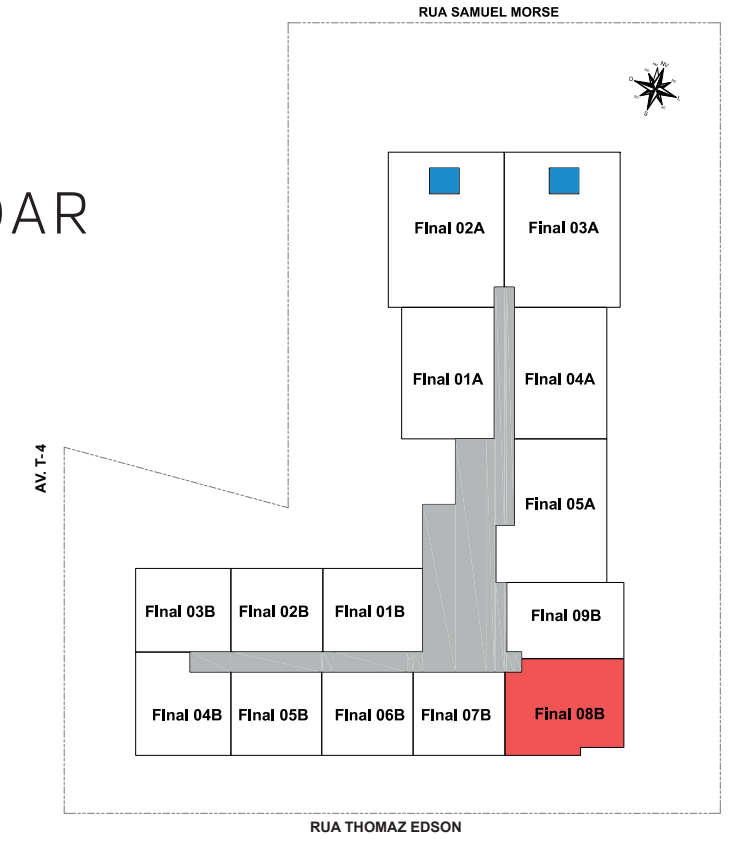 RUA SAMUEL MORSE
DAR
FInal 02A
Final 03A
FInal 01A
FInal 04A
AV. T-4
Final 05A
FInal 03B
FInal 02B
FInal 01B
FInal 09B
FInal 04B
FInal 05B
FInal 06B
FInal 07B
Final 08B
RUA THOMAZ EDSON